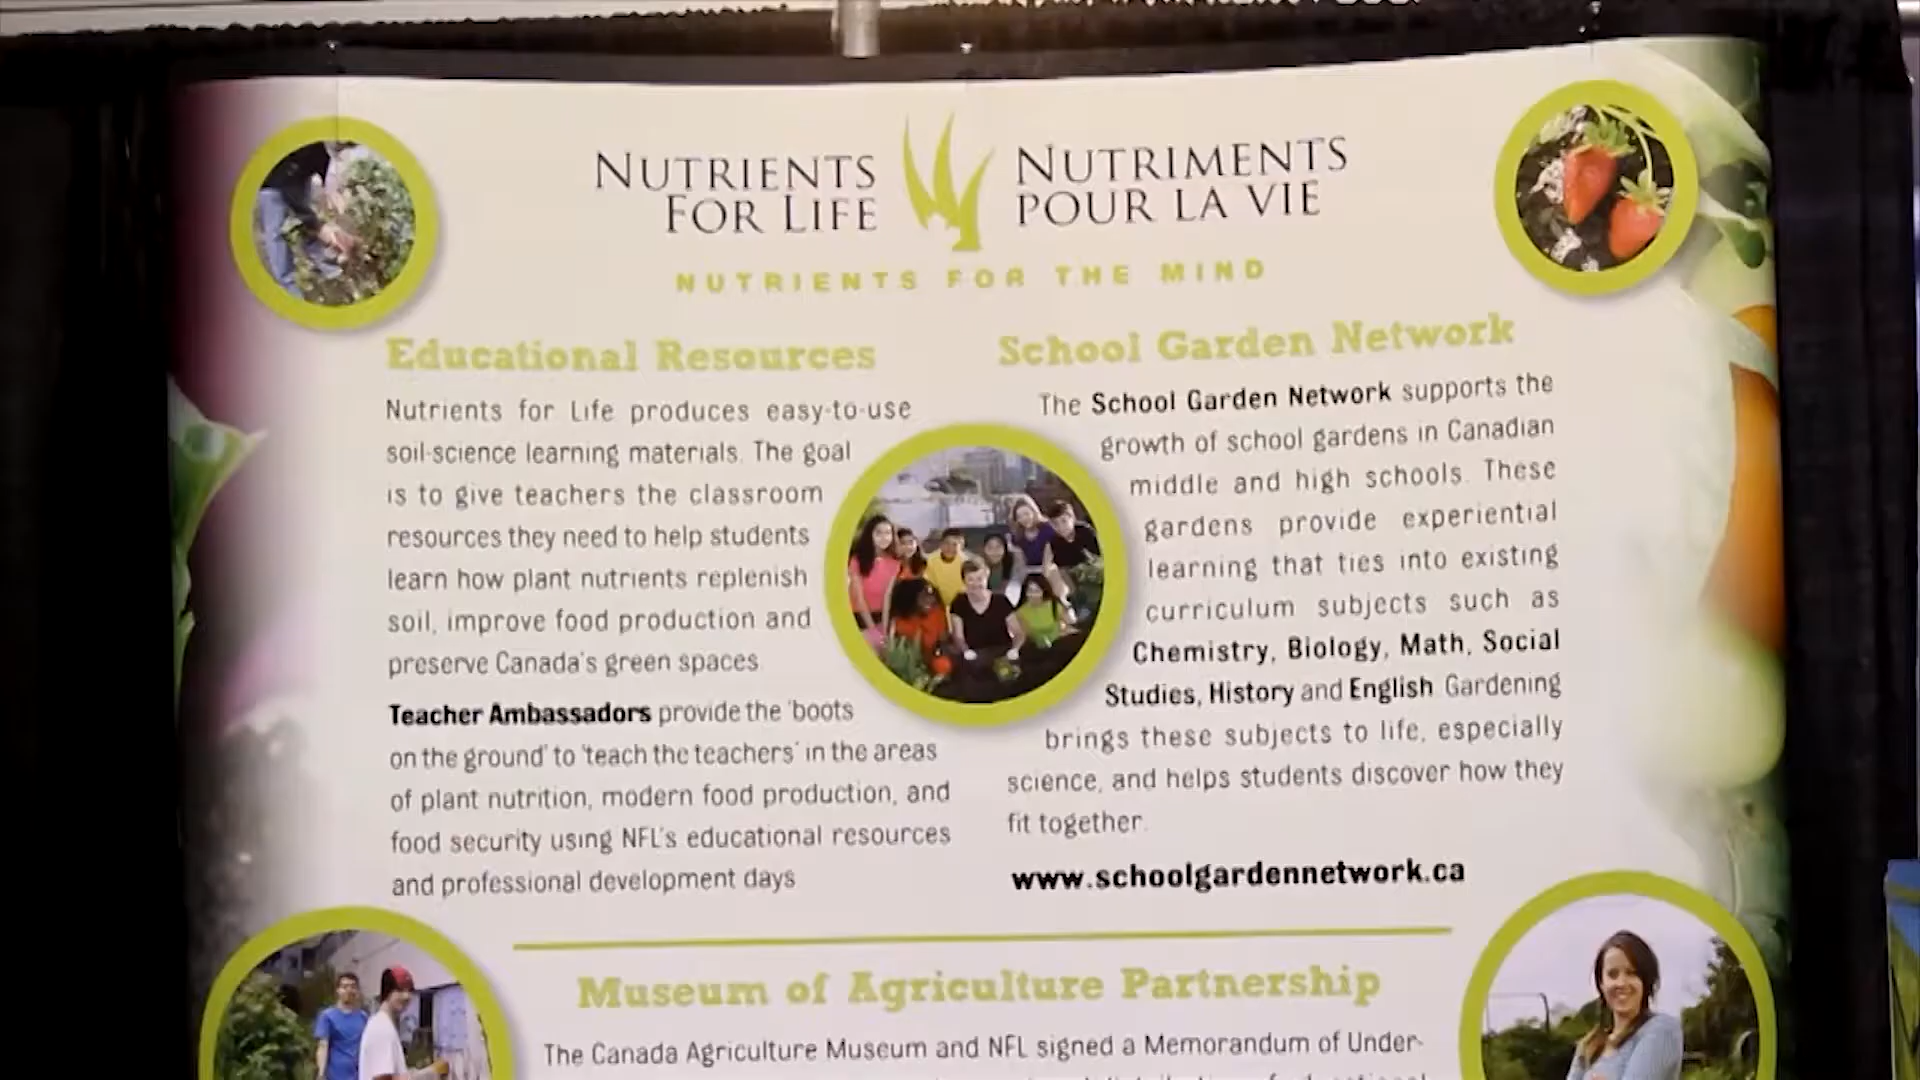 NUTRIENTS
FOR LIFE
NUTRIMENTS
POUR LA VIE
NUTRIENTS FOR THE MIND
Educational Resources
Nutrients for Life produces easy-to-use
soil-science learning materials. The goal
is to give teachers the classroom
resources they need to help students
learn how plant nutrients replenish
soil, improve food production and
preserve Canada's green spaces
Teacher Ambassadors provide the 'boots
on the ground' to 'teach the teachers' in the areas
of plant nutrition, modern food production, and
food security using NFL's educational resources
and professional development days
School Garden Network
The School Garden Network supports the
growth of school gardens in Canadian
middle and high schools. These
gardens provide experiential
learning that ties into existing
curriculum subjects such as
Chemistry, Biology, Math, Social
Studies, History and English Gardening
brings these subjects to life, especially
science, and helps students discover how they
fit together.
www.schoolgardennetwork.ca
Museum of Agriculture Partnership
The Canada Agriculture Museum and NFL signed a Memorandum of Under-